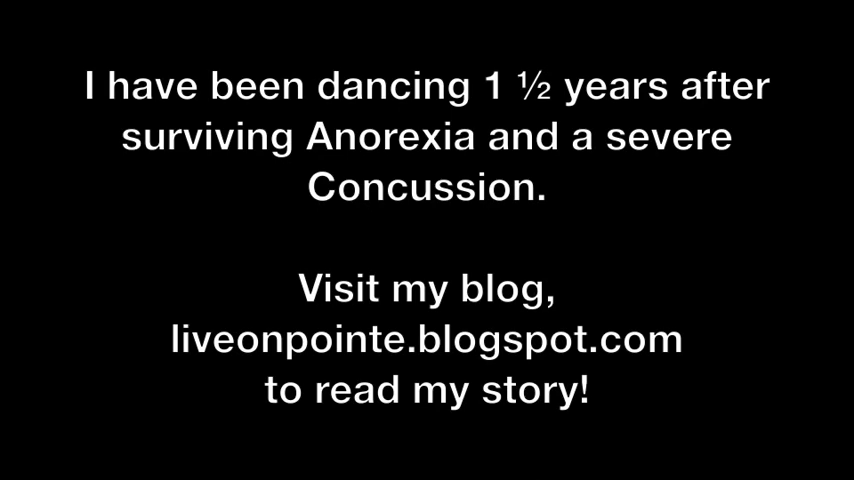 I have been dancing 1 ½ years after
surviving Anorexia and a severe
Concussion.
Visit my blog,
liveonpointe.blogspot.com
to read my story!